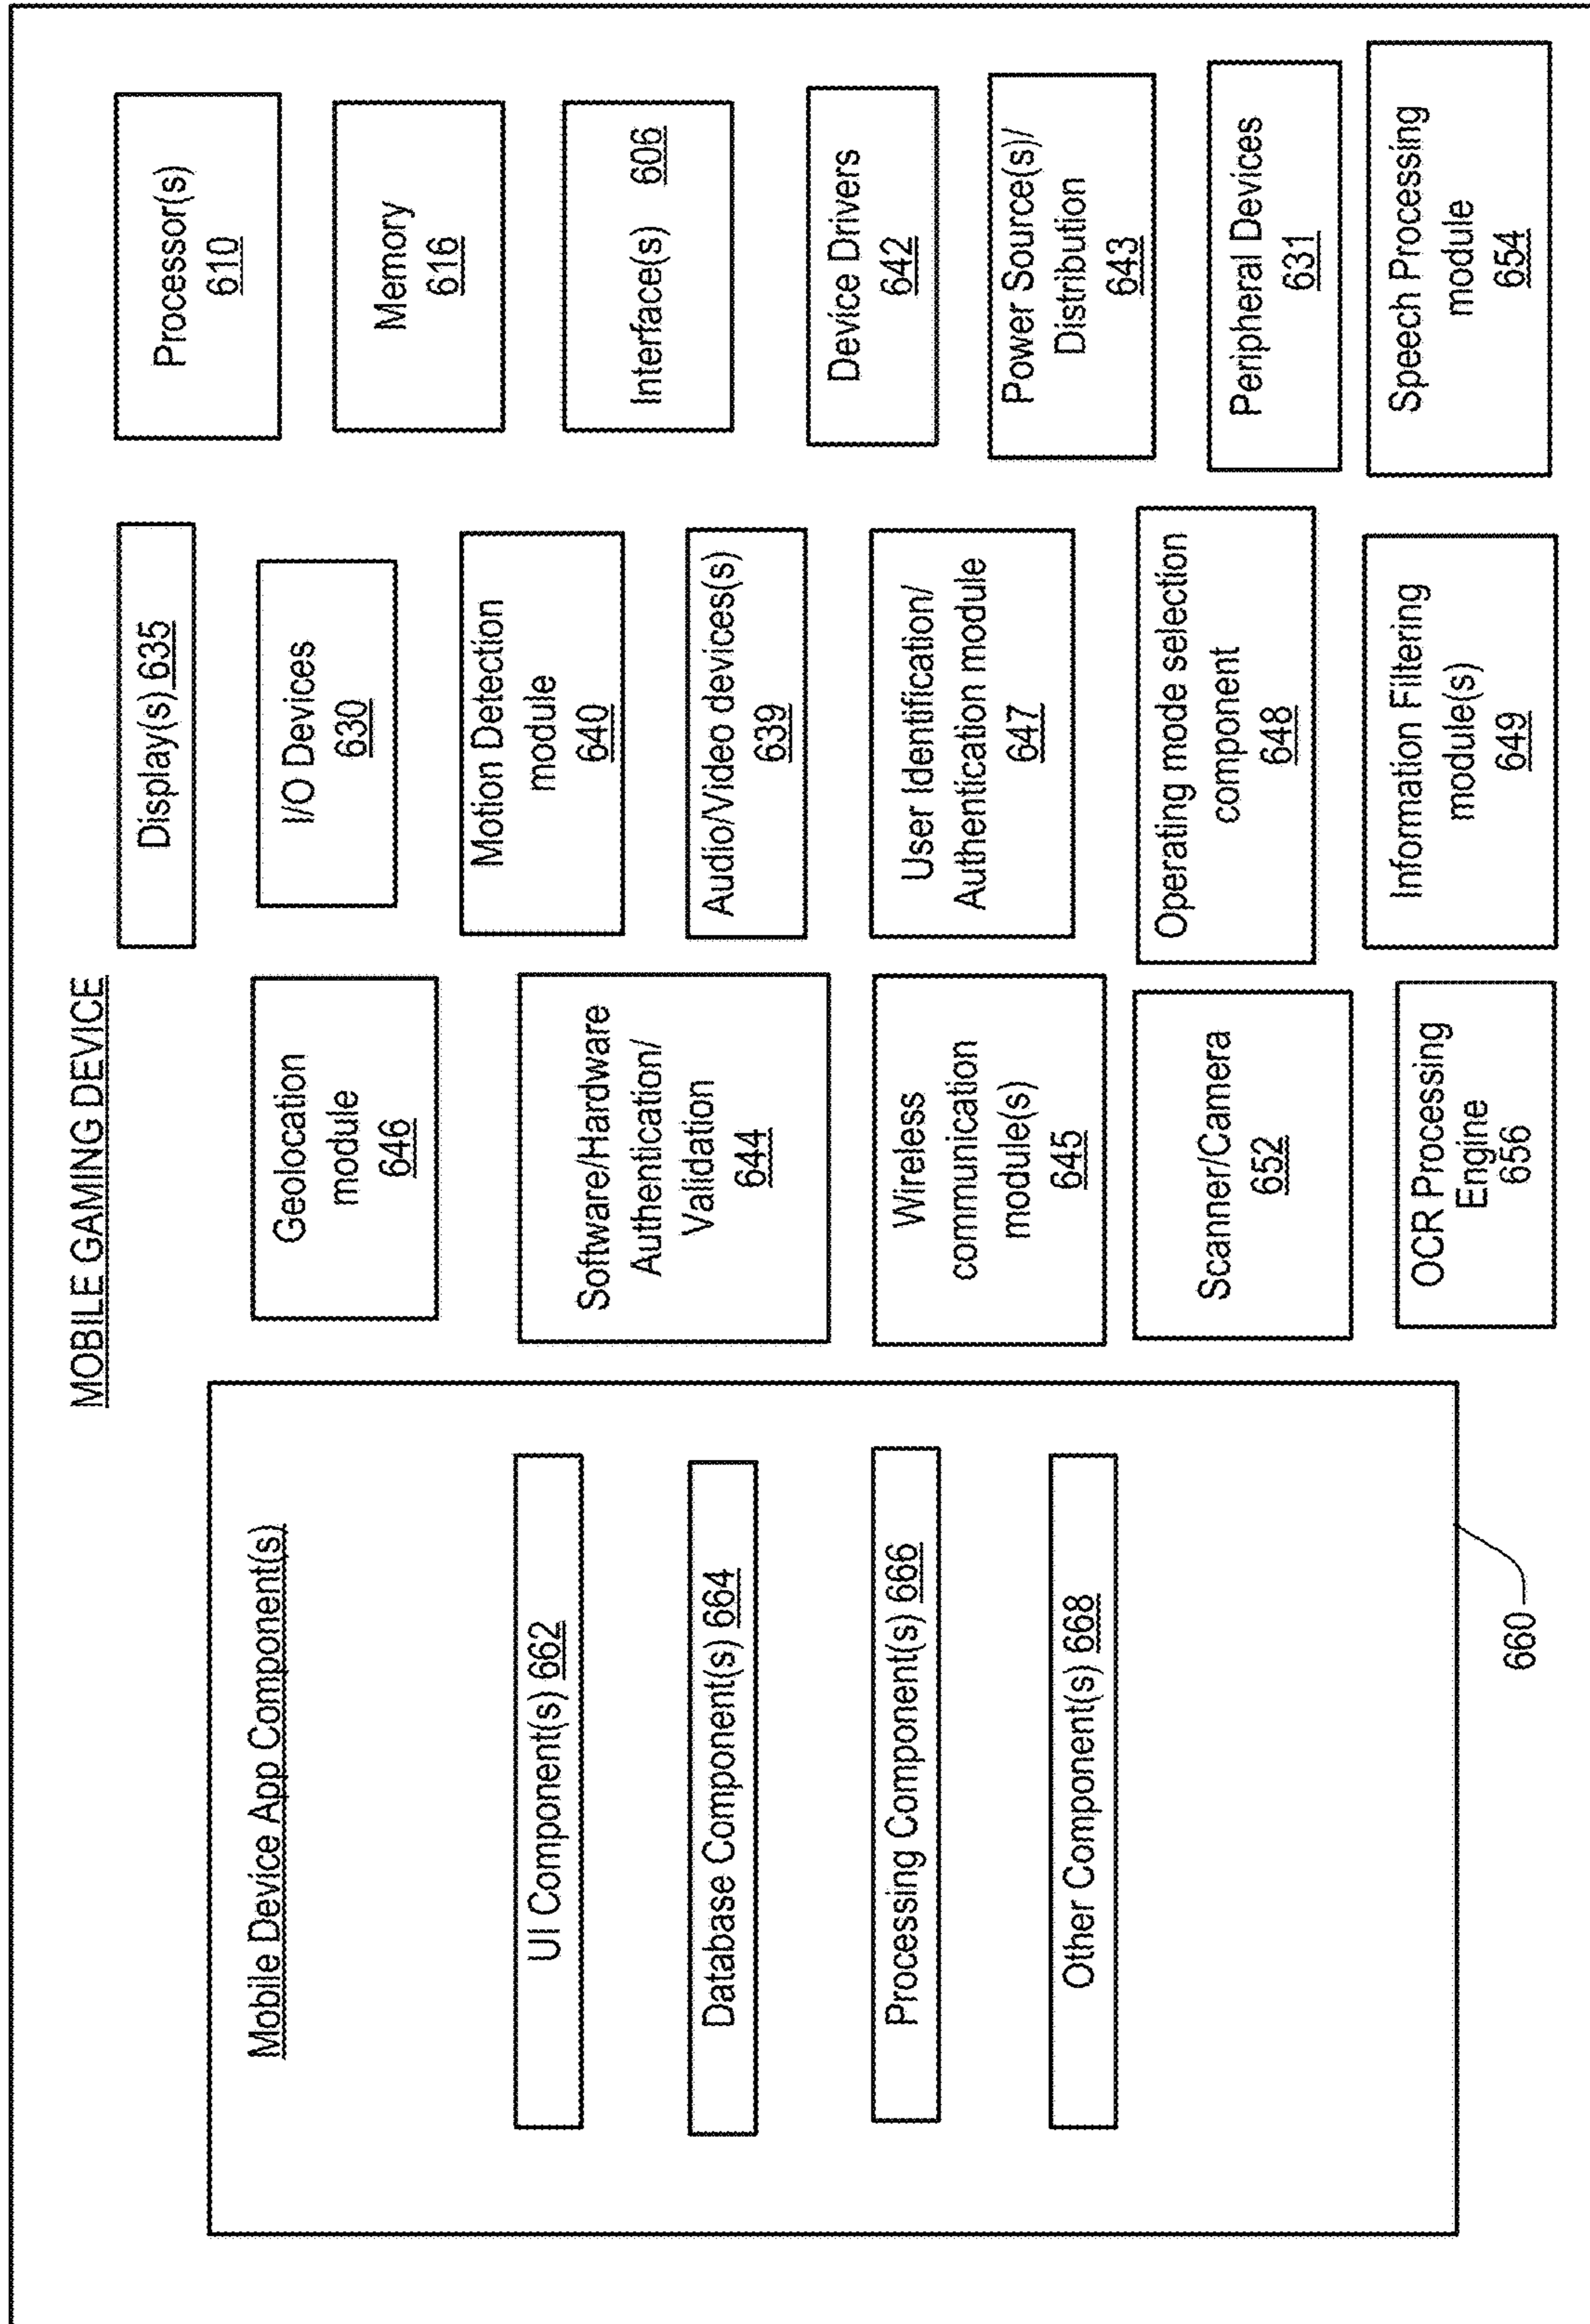 MOBILE GAMING DEVICE
Mobile Device App Component(s)
UI Component(s) 662
Database Component(s) 664
Processing Component(s) 666
Other Component(s) 668
660
Geolocation
module
646
Software/Hardware
Authentication/
Validation
644
Wireless
communication
module(s)
645
Scanner/Camera
652
OCR Processing
Engine
656
Display(s) 635
I/O Devices
630
Motion Detection
module
640
Audio/Video devices(s)
639
User Identification/
Authentication module
647
Operating mode selection
component
648
Information Filtering
module(s)
649
Processor(s)
610
Memory
616
Interface(s) 606
Device Drivers
642
Power Source(s)/
Distribution
643
Peripheral Devices
631
Speech Processing
module
654